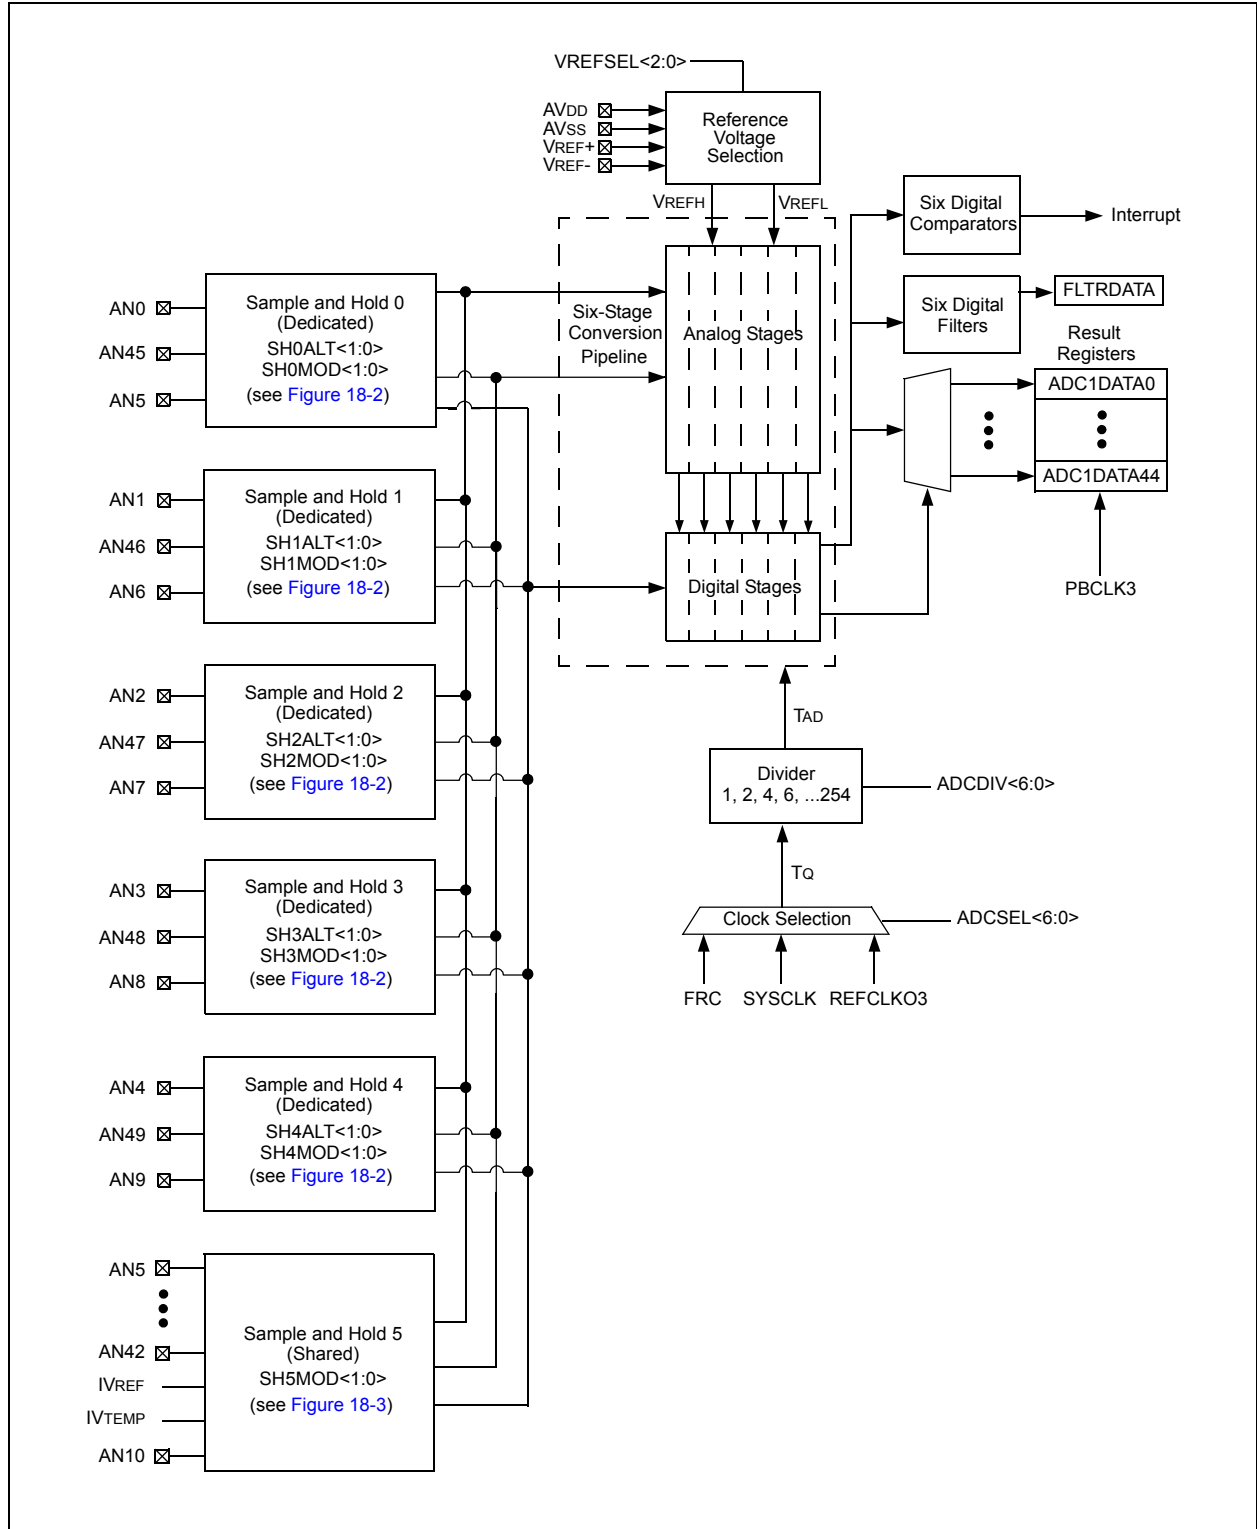 VREFSEL<2:0>
AVDD
AVSS
VREF+
VREF-
Reference
Voltage
Selection
VREFH
VREFL
Six Digital
Comparators
Interrupt
Six Digital
Filters
FLTRDATA
Result
Registers
ADC1DATA0
ADC1DATA44
PBCLK3
Six-Stage
Conversion
Pipeline
Analog Stages
Digital Stages
TAD
Divider
1, 2, 4, 6, ...254
ADCDIV<6:0>
TQ
Clock Selection
ADCSEL<6:0>
FRC
SYSCLK
REFCLKO3
AN0
AN45
AN5
Sample and Hold 0
(Dedicated)
SH0ALT<1:0>
SH0MOD<1:0>
(see Figure 18-2)
AN1
AN46
AN6
Sample and Hold 1
(Dedicated)
SH1ALT<1:0>
SH1MOD<1:0>
(see Figure 18-2)
AN2
AN47
AN7
Sample and Hold 2
(Dedicated)
SH2ALT<1:0>
SH2MOD<1:0>
(see Figure 18-2)
AN3
AN48
AN8
Sample and Hold 3
(Dedicated)
SH3ALT<1:0>
SH3MOD<1:0>
(see Figure 18-2)
AN4
AN49
AN9
Sample and Hold 4
(Dedicated)
SH4ALT<1:0>
SH4MOD<1:0>
(see Figure 18-2)
AN5
AN42
IVREF
IVTEMP
AN10
Sample and Hold 5
(Shared)
SH5MOD<1:0>
(see Figure 18-3)